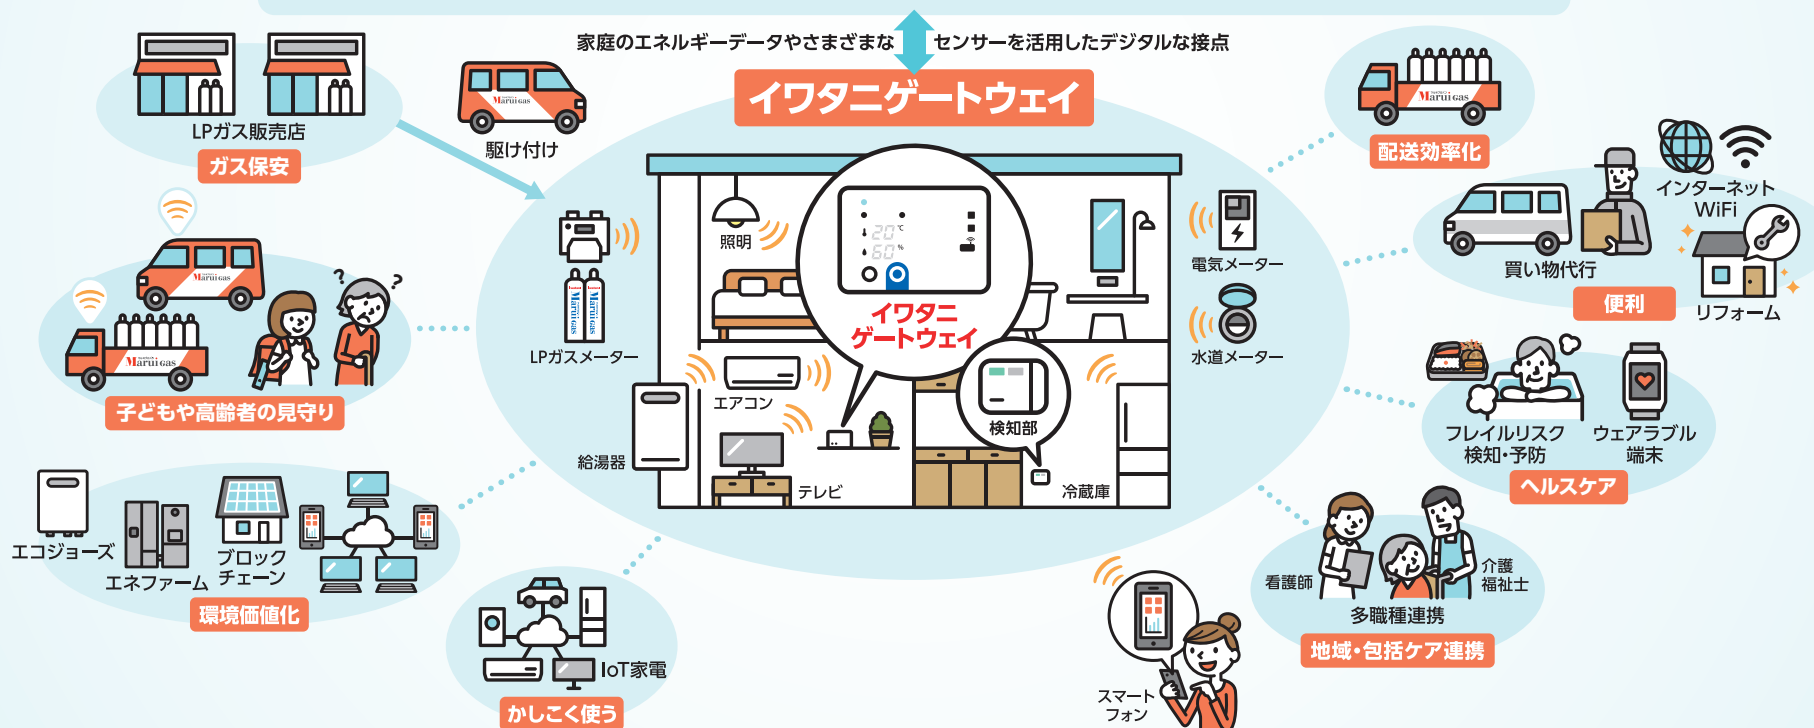 家庭のエネルギーデータやさまざまな センサーを活用したデジタルな接点
イワタニゲートウェイ
LPガス販売店
ガス保安
Maruigas
駆け付け
Maruigas
子どもや高齢者の見守り
Maruigas
Maruigas
?
?
エコジョーズ
エネファーム
ブロック
チェーン
環境価値化
IoT家電
かしこく使う
LPガスメーター
Maruigas
Maruigas
給湯器
照明
エアコン
テレビ
20℃
60%
イワタニ
ゲートウェイ
検知部
冷蔵庫
電気メーター
水道メーター
スマート
フォン
Maruigas
配送効率化
インターネット
WiFi
買い物代行
リフォーム
便利
フレイルリスク
検知・予防
ウェアラブル
端末
ヘルスケア
看護師
介護
福祉士
多職種連携
地域・包括ケア連携